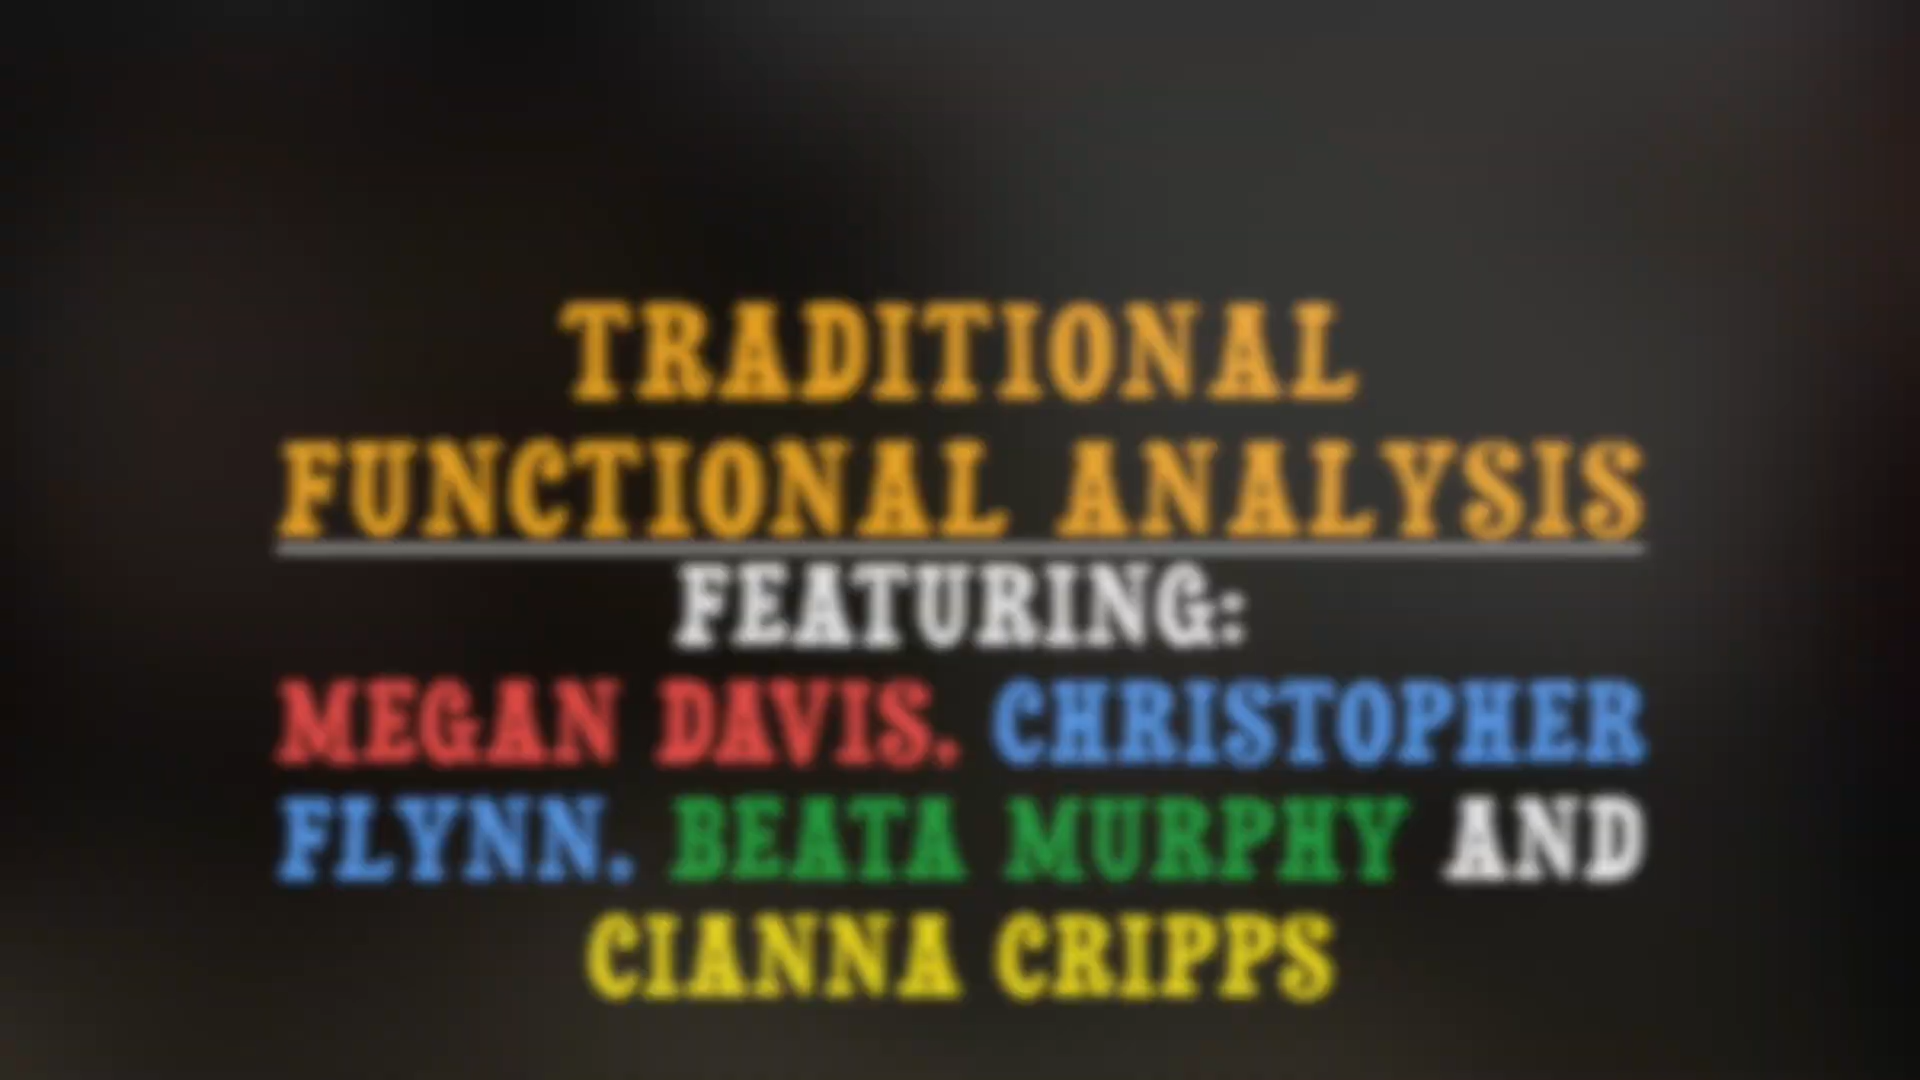 TRADITIONAL
FUNCTIONAL ANALYSIS
FEATURING:
MEGAN DAVIS. CHRISTOPHER
FLYNN. BEATA MURPHY AND
CIANNA CRIPPS